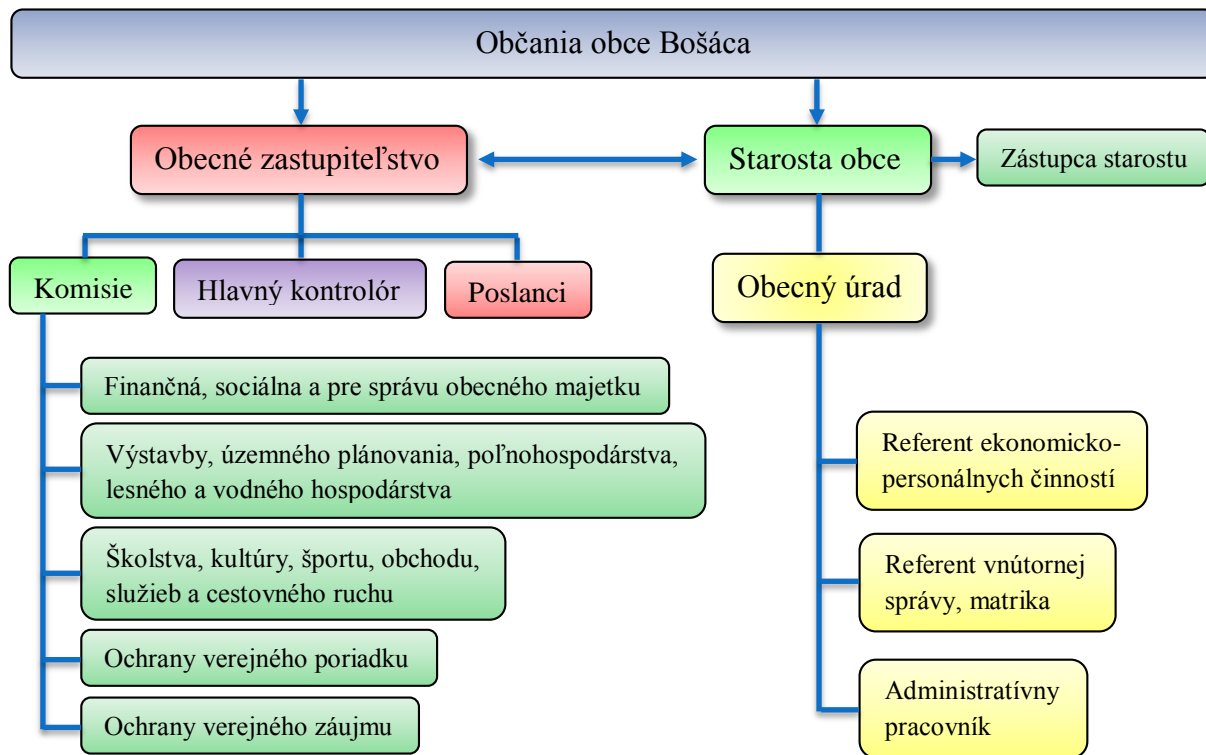 Občania obce Bošáca
Obecné zastupiteľstvo
Starosta obce
Zástupca starostu
Komisie
Hlavný kontrolór
Poslanci
Obecný úrad
Finančná, sociálna a pre správu obecného majetku
Výstavby, územného plánovania, poľnohospodárstva,
lesného a vodného hospodárstva
Školstva, kultúry, športu, obchodu,
služieb a cestovného ruchu
Ochrany verejného poriadku
Ochrany verejného záujmu
Referent ekonomicko-
personálnych činností
Referent vnútornej
správy, matrika
Administratívny
pracovník